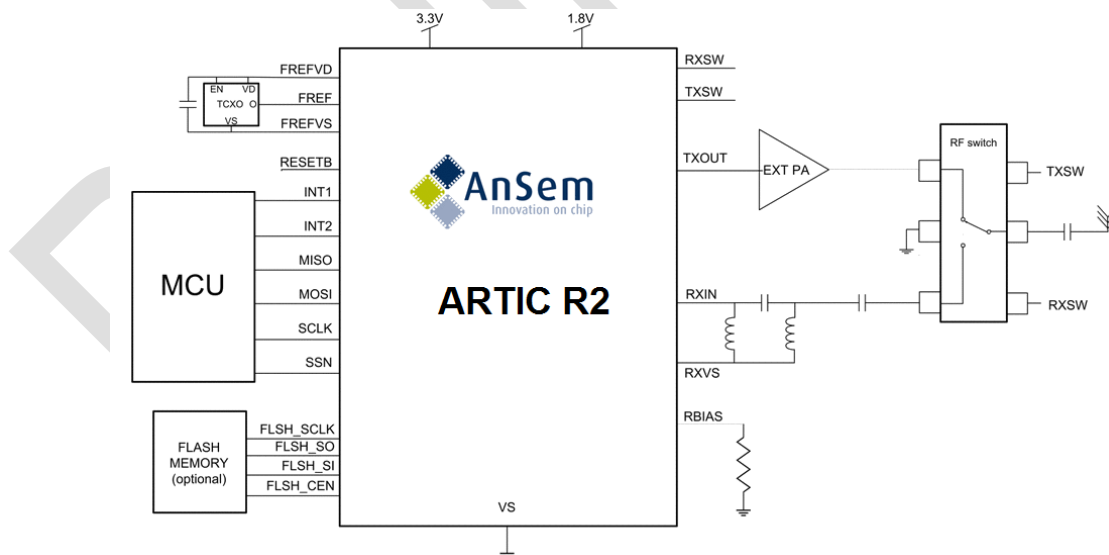 3.3V
1.8V
FREFVD
FREF
FREFVS
EN VD
TCXO O
VS
RESETB
INT1
INT2
MISO
MOSI
SCLK
SSN
MCU
FLSH_SCLK
FLSH_SO
FLSH_SI
FLSH_CEN
FLASH
MEMORY
(optional)
AnSem
Innovation on chip
ARTIC R2
VS
RXSW
TXSW
TXOUT
EXT PA
RXIN
RXVS
RBIAS
RF switch
TXSW
RXSW